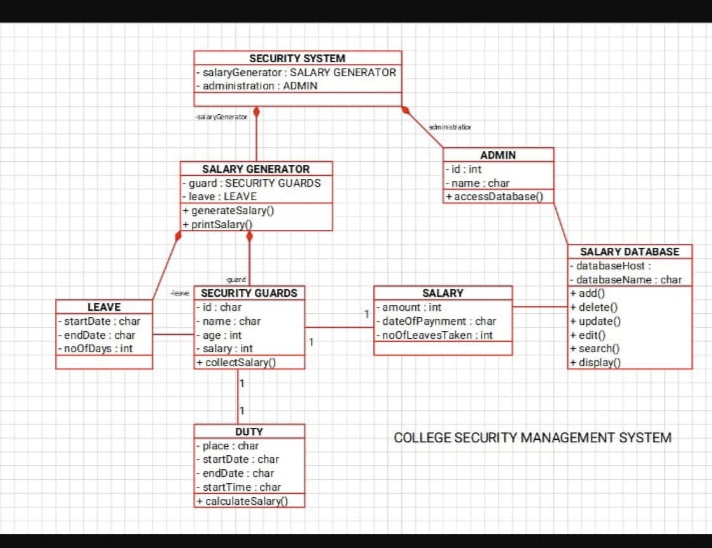 SECURITY SYSTEM
- salaryGenerator : SALARY GENERATOR
- administration : ADMIN
-salaryGenerator
administration
ADMIN
- id : int
- name : char
+ accessDatabase()
SALARY GENERATOR
- guard : SECURITY GUARDS
- leave : LEAVE
+ generateSalary()
+ printSalary()
SALARY DATABASE
- databaseHost :
- databaseName : char
+ add()
+ delete()
+ update()
+ edit()
+ search()
+ display()
-leave
-guard
LEAVE
- startDate : char
- endDate : char
- noOfDays : int
SECURITY GUARDS
- id : char
- name : char
- age : int
- salary : int
+ collectSalary()
1
1
SALARY
- amount : int
- dateOfPaynment : char
- noOfLeavesTaken : int
1
1
DUTY
- place : char
- startDate : char
- endDate : char
- startTime : char
+ calculateSalary()
COLLEGE SECURITY MANAGEMENT SYSTEM